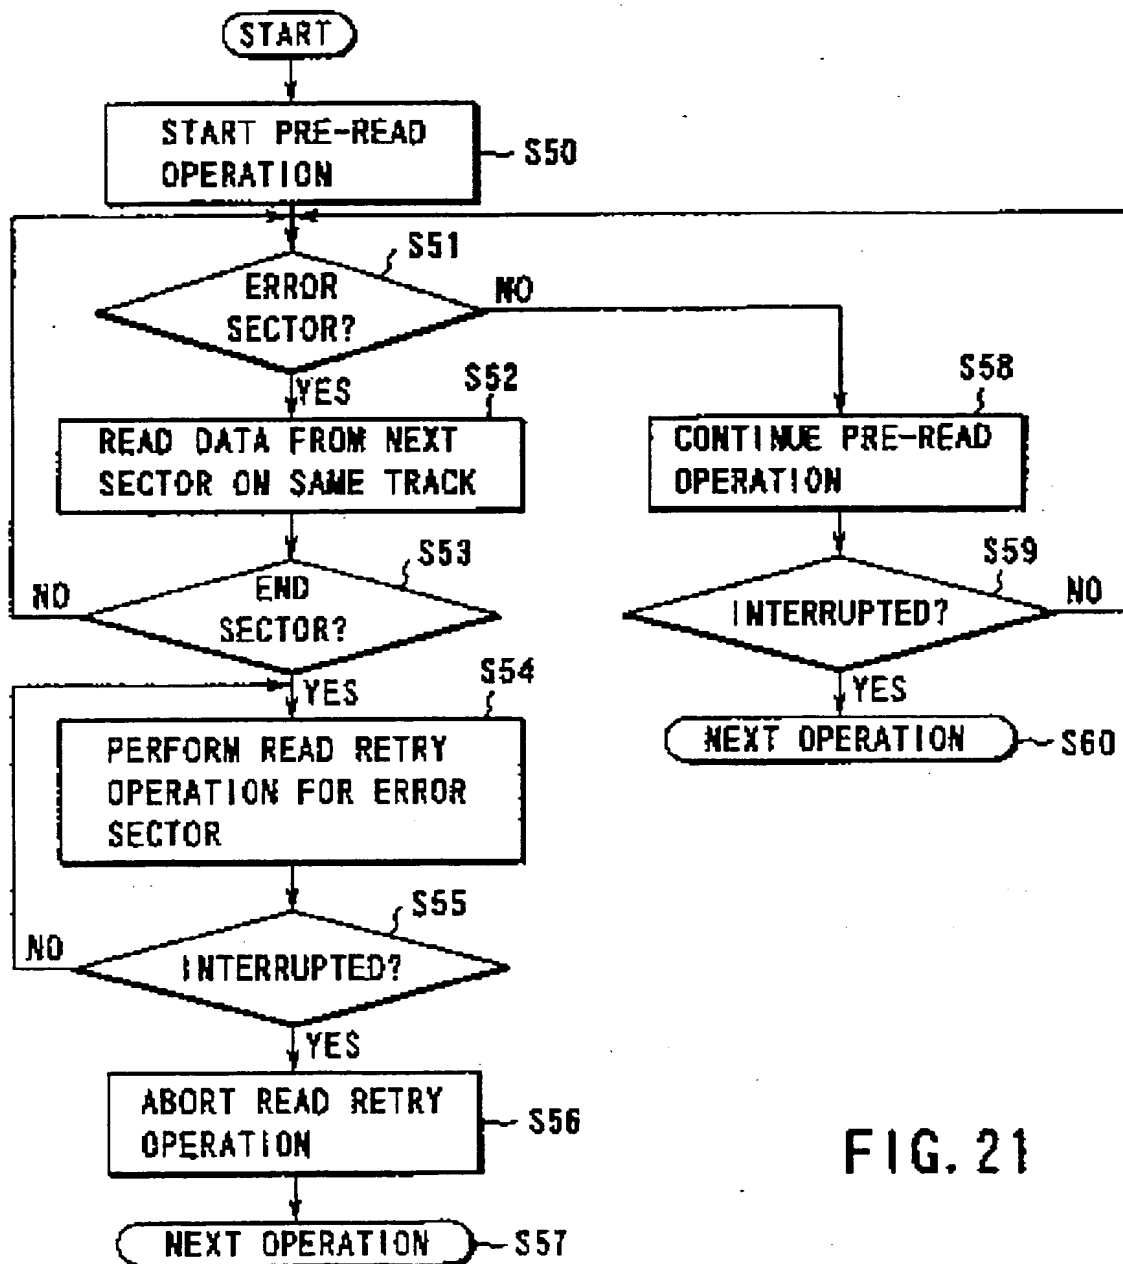 START
START PRE-READ
OPERATION
S50
S51
ERROR
SECTOR?
NO
YES
S52
READ DATA FROM NEXT
SECTOR ON SAME TRACK
S58
CONTINUE PRE-READ
OPERATION
S53
END
SECTOR?
NO
YES
S59
INTERRUPTED?
NO
YES
NEXT OPERATION
S60
S54
PERFORM READ RETRY
OPERATION FOR ERROR
SECTOR
S55
INTERRUPTED?
NO
YES
ABORT READ RETRY
OPERATION
S56
NEXT OPERATION
S57
FIG. 21